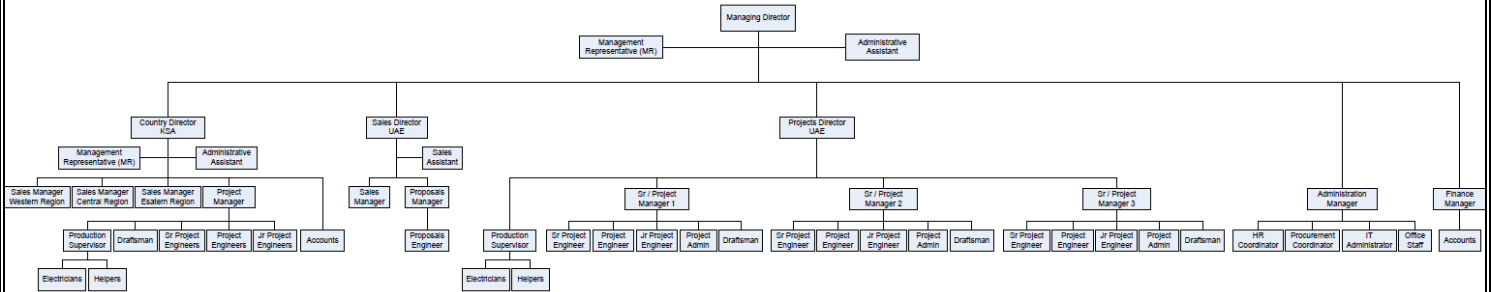 Managing Director
Management
Representative (MR)
Administrative
Assistant
Country Director
KSA
Sales Director
UAE
Projects Director
UAE
Management
Representative (MR)
Administrative
Assistant
Sales
Assistant
Sales Manager
Western Region
Sales Manager
Central Region
Sales Manager
Esatern Region
Project
Manager
Sales
Manager
Proposals
Manager
Sr / Project
Manager 1
Sr / Project
Manager 2
Sr / Project
Manager 3
Administration
Manager
Finance
Manager
Production
Supervisor
Draftsman
Sr Project
Engineers
Project
Engineers
Jr Project
Engineers
Accounts
Proposals
Engineer
Production
Supervisor
Sr Project
Engineer
Project
Engineer
Jr Project
Engineer
Project
Admin
Draftsman
Sr Project
Engineer
Project
Engineer
Jr Project
Engineer
Project
Admin
Draftsman
Sr Project
Engineer
Project
Engineer
Jr Project
Engineer
Project
Admin
Draftsman
HR
Coordinator
Procurement
Coordinator
IT
Administrator
Office
Staff
Accounts
Electricians
Helpers
Electricians
Helpers